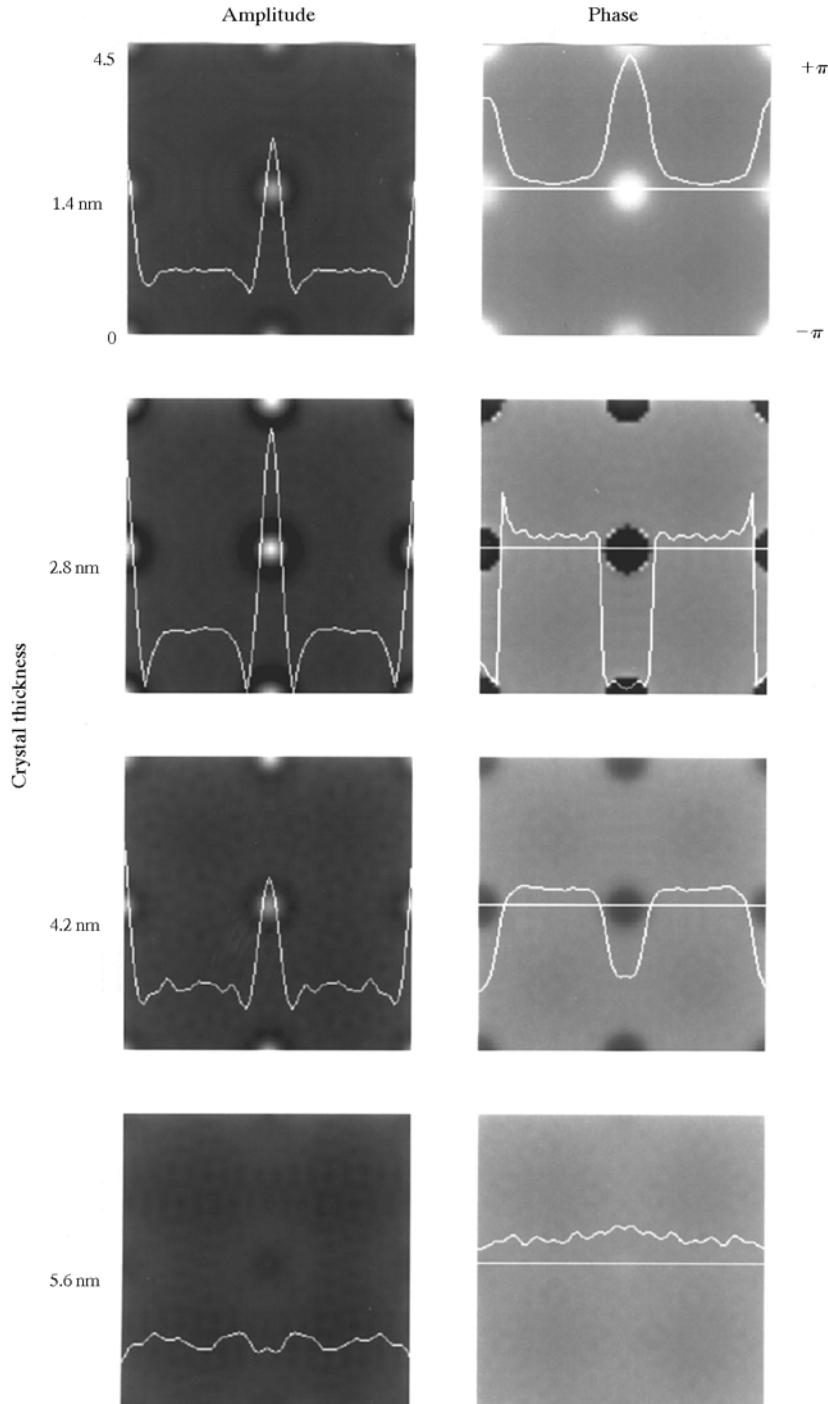 Amplitude
Phase
4.5
+π
1.4 nm
0
−π
2.8 nm
Crystal thickness
4.2 nm
5.6 nm